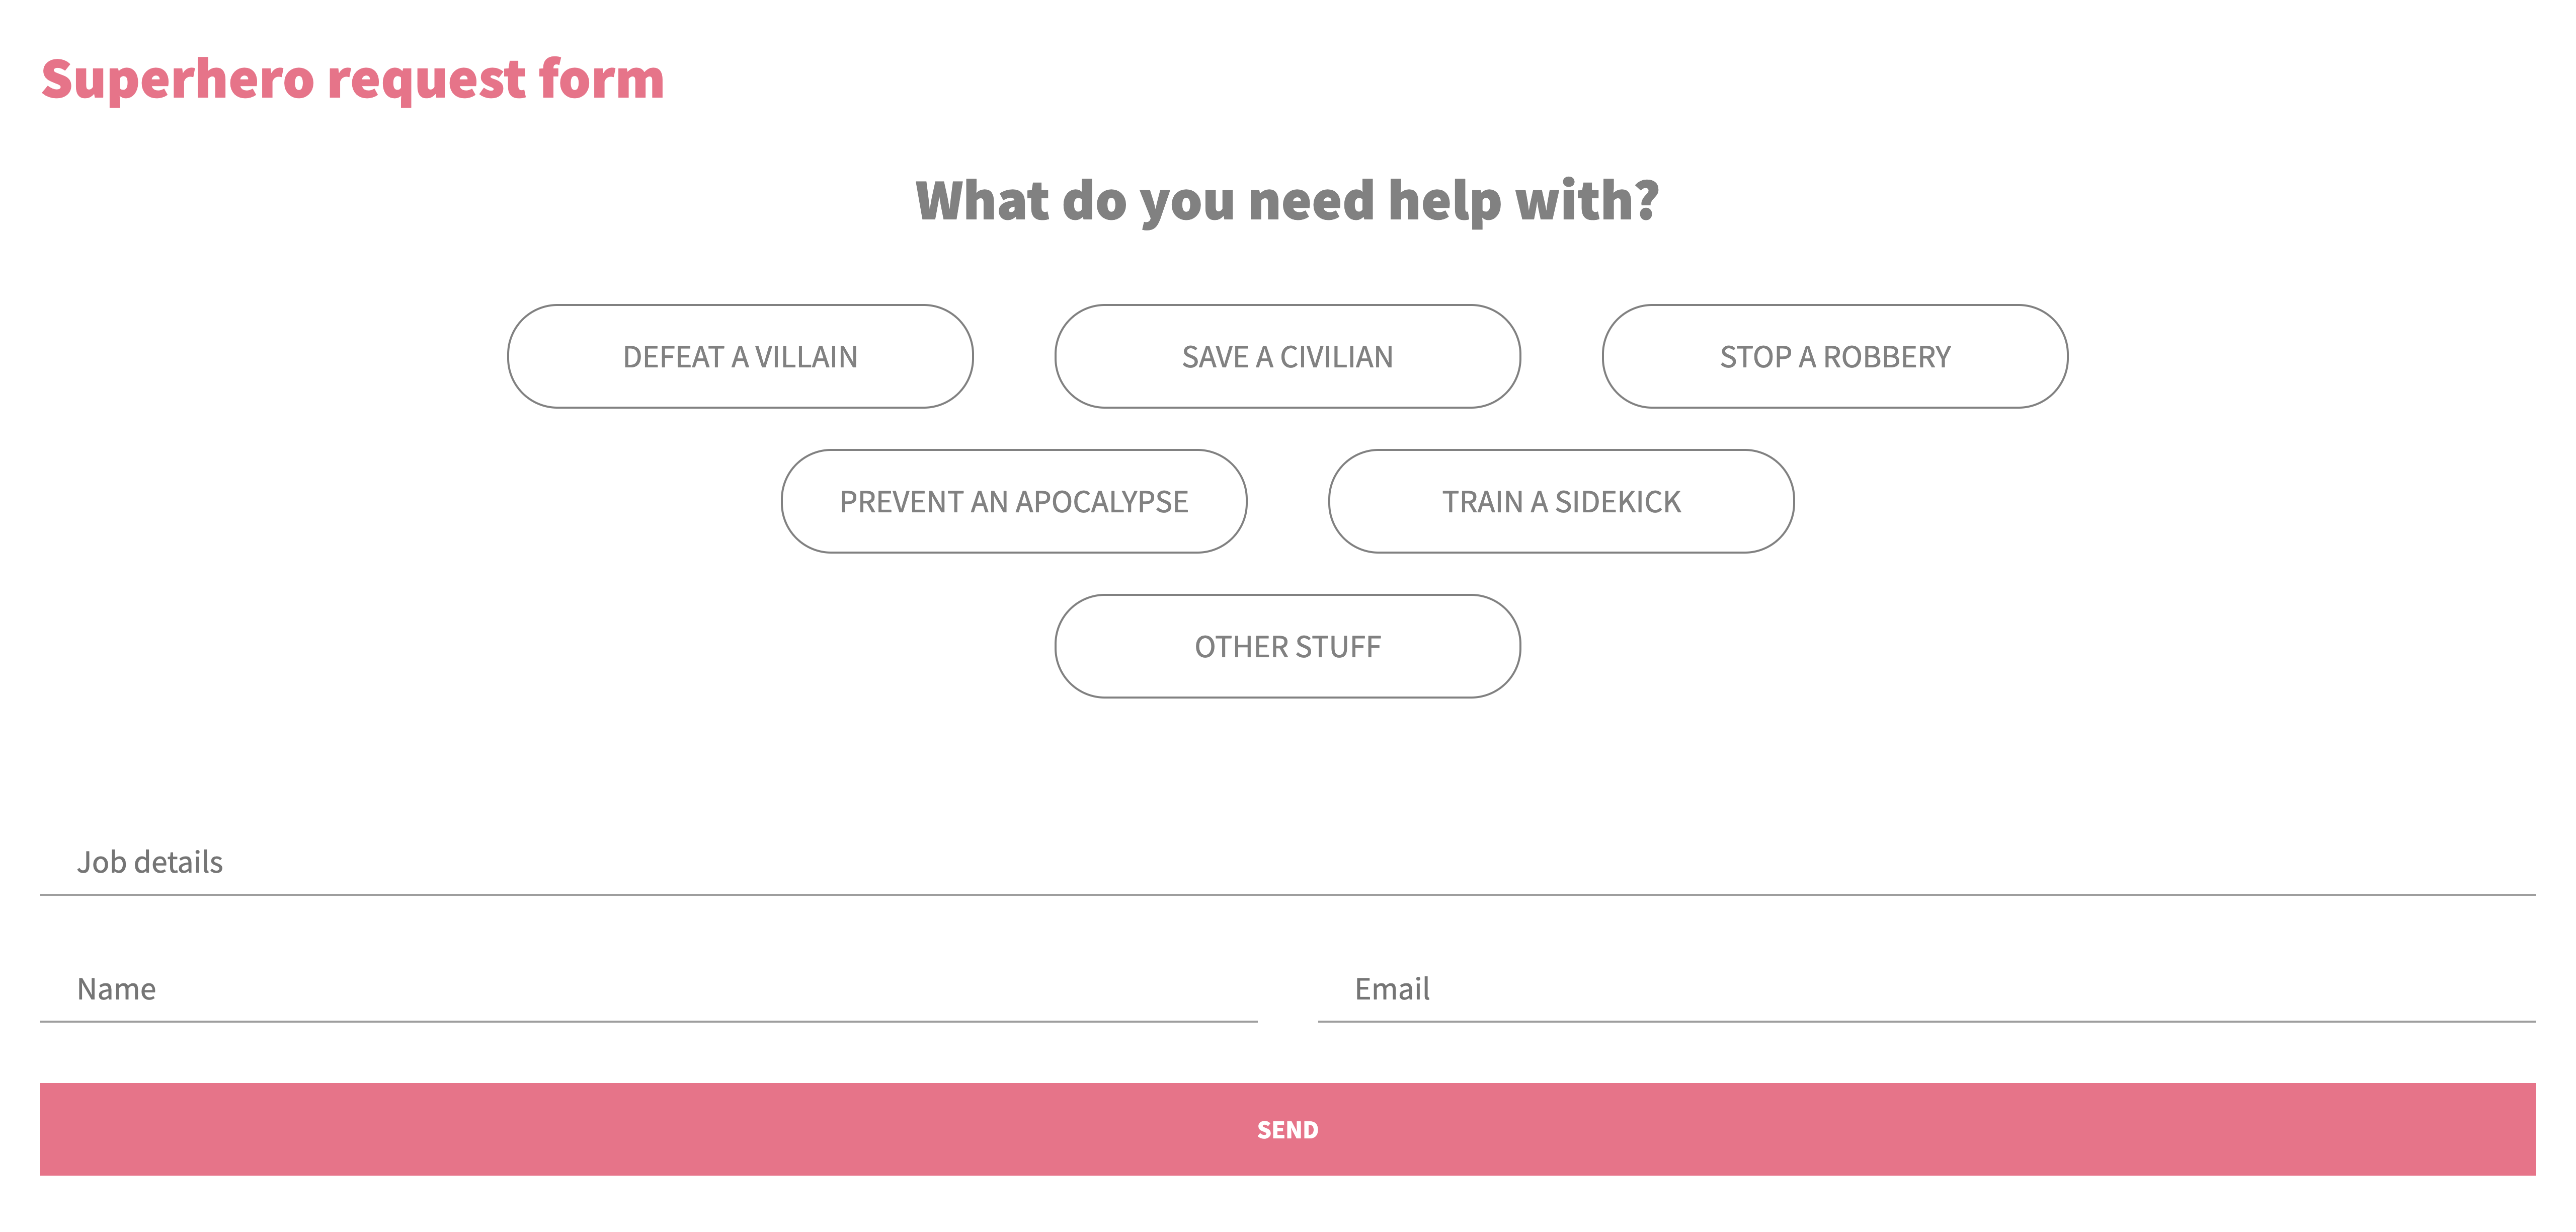 Superhero request form
What do you need help with?
DEFEAT A VILLAIN
SAVE A CIVILIAN
STOP A ROBBERY
PREVENT AN APOCALYPSE
TRAIN A SIDEKICK
OTHER STUFF
Job details
Name
Email
SEND